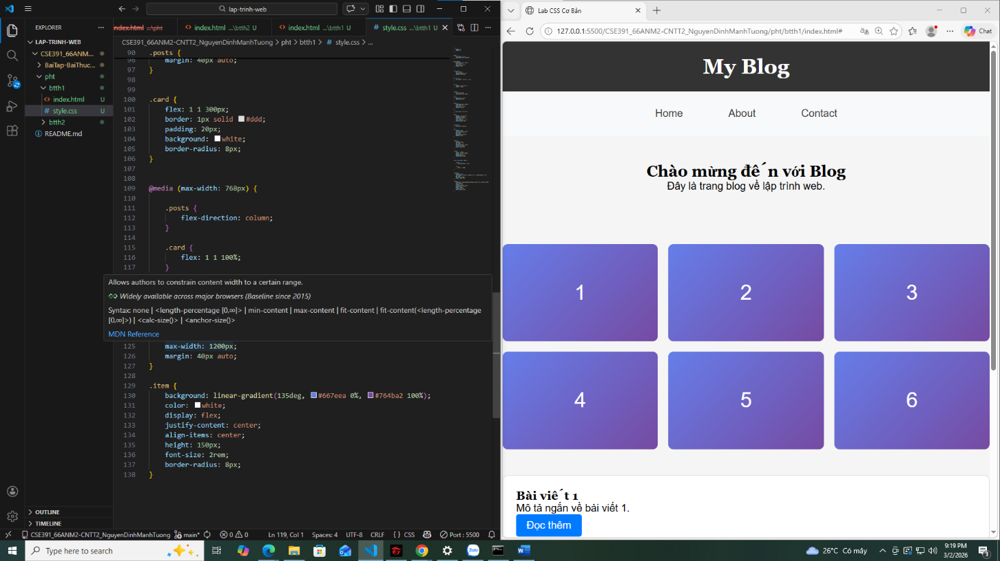 lap-trinh-web
EXPLORER
LAP-TRINH-WEB
CSE391_66ANM...
BaiTap-BaiThuc...
pht
btth1
index.html U
style.css U
btth2
README.md
OUTLINE
TIMELINE
index.html ...\pht
index.html ...\btth2 U
index.html ...\btth1 U
# style.css ...\btth1 U
CSE391_66ANM2-CNTT2_NguyenDinhManhTuong > pht > btth1 > # style.css > ...
90 .posts {
96 margin: 40px auto;
97 }
98
99
100 .card {
101 flex: 1 1 300px;
102 border: 1px solid #ddd;
103 padding: 20px;
104 background: white;
105 border-radius: 8px;
106 }
107
108
109 @media (max-width: 768px) {
110
111 .posts {
112 flex-direction: column;
113 }
114
115 .card {
116 flex: 1 1 100%;
117 }
Allows authors to constrain content width to a certain range.
Widely available across major browsers (Baseline since 2015)
Syntax: none | <length-percentage [0,∞]> | min-content | max-content | fit-content | fit-content(<length-percentage
[0,∞]>) | <calc-size()> | <anchor-size()>
MDN Reference
125 max-width: 1200px;
126 margin: 40px auto;
127 }
128
129 .item {
130 background: linear-gradient(135deg, #667eea 0%, #764ba2 100%);
131 color: white;
132 display: flex;
133 justify-content: center;
134 align-items: center;
135 height: 150px;
136 font-size: 2rem;
137 border-radius: 8px;
138 }
CSE391_66ANM2-CNTT2_NguyenDinhManhTuong main* 0 0 Ln 119, Col 1 Spaces: 4 UTF-8 CRLF {} CSS Port : 5500
Lab CSS Cơ Bản
127.0.0.1:5500/CSE391_66ANM2-CNTT2_NguyenDinhManhTuong/pht/btth1/index.html#
Chat
My Blog
Home About Contact
Chào mừng đến với Blog
Đây là trang blog về lập trình web.
1 2 3
4 5 6
Bài viết 1
Mô tả ngắn về bài viết 1.
Đọc thêm
Type here to search
Zalo
26°C Có mây
9:19 PM
3/2/2026
3